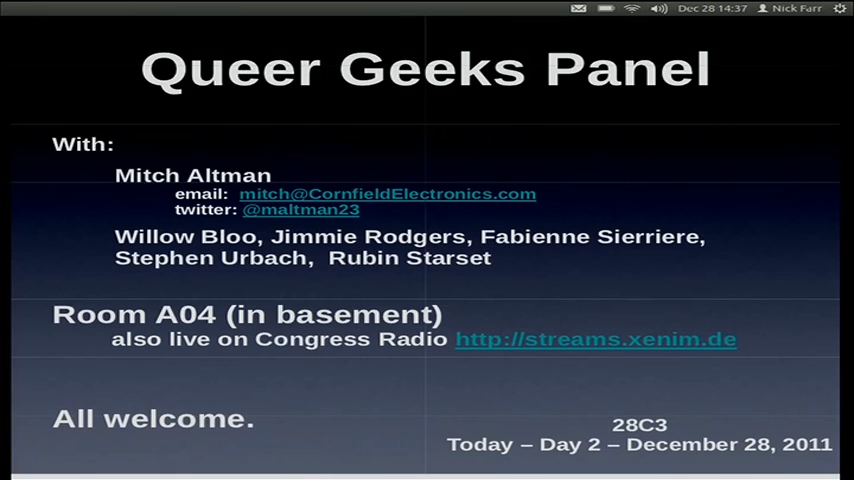 Dec 28 14:37 Nick Farr
Queer Geeks Panel
With:
Mitch Altman
email: mitch@CornfieldElectronics.com
twitter: @maltman23
Willow Bloo, Jimmie Rodgers, Fabienne Sierriere,
Stephen Urbach, Rubin Starset
Room A04 (in basement)
also live on Congress Radio http://streams.xenim.de
All welcome.
28C3
Today – Day 2 – December 28, 2011